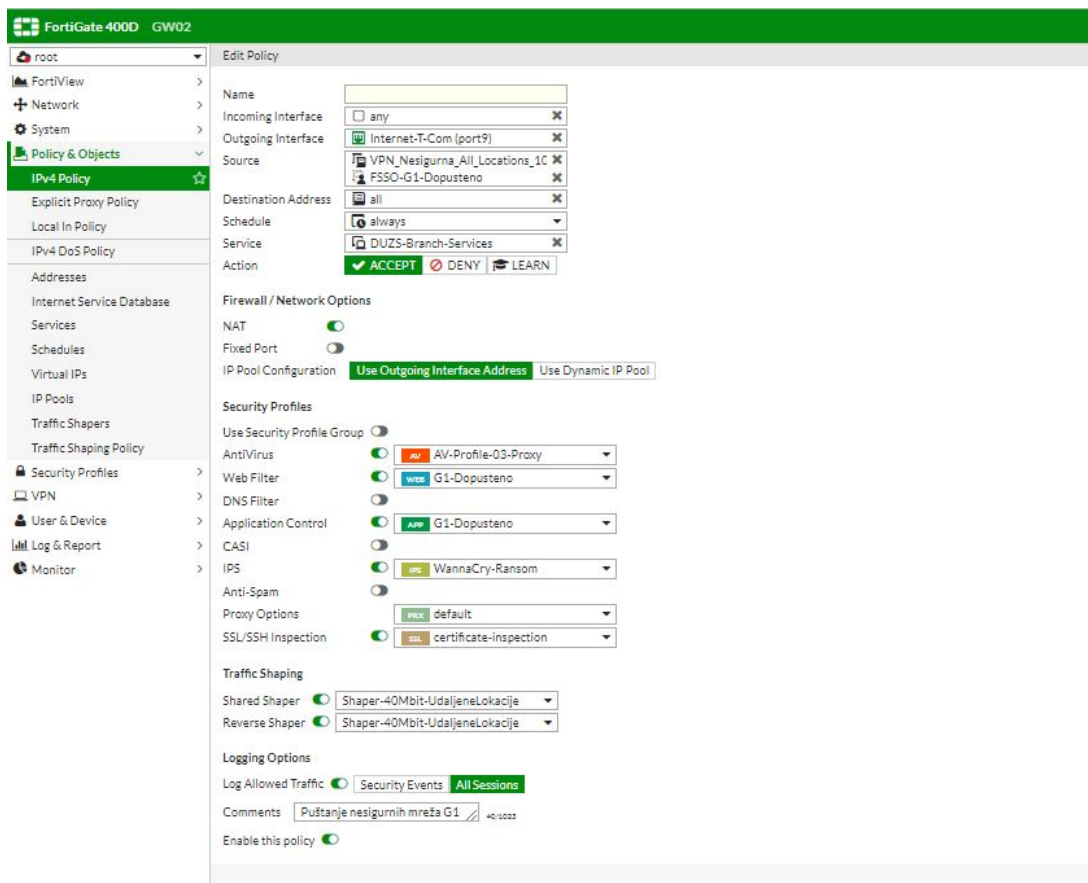 FortiGate 400D GW02
root
FortiView
Network
System
Policy & Objects
IPv4 Policy
Explicit Proxy Policy
Local In Policy
IPv4 DoS Policy
Addresses
Internet Service Database
Services
Schedules
Virtual IPs
IP Pools
Traffic Shapers
Traffic Shaping Policy
Security Profiles
VPN
User & Device
Log & Report
Monitor
Edit Policy
Name
Incoming Interface any
Outgoing Interface Internet-T-Com (port9)
Source VPN_Nesigurna_All_Locations_10
FSSO-G1-Dopusteno
Destination Address all
Schedule always
Service DUZS-Branch-Services
Action ACCEPT DENY LEARN
Firewall / Network Options
NAT
Fixed Port
IP Pool Configuration Use Outgoing Interface Address Use Dynamic IP Pool
Security Profiles
Use Security Profile Group
AntiVirus AV AV-Profile-03-Proxy
Web Filter WEB G1-Dopusteno
DNS Filter
Application Control APP G1-Dopusteno
CASI
IPS IPS WannaCry-Ransom
Anti-Spam
Proxy Options PRX default
SSL/SSH Inspection SSL certificate-inspection
Traffic Shaping
Shared Shaper Shaper-40Mbit-UdaljeneLokacije
Reverse Shaper Shaper-40Mbit-UdaljeneLokacije
Logging Options
Log Allowed Traffic Security Events All Sessions
Comments Puštanje nesigurnih mreža G1 40/1023
Enable this policy